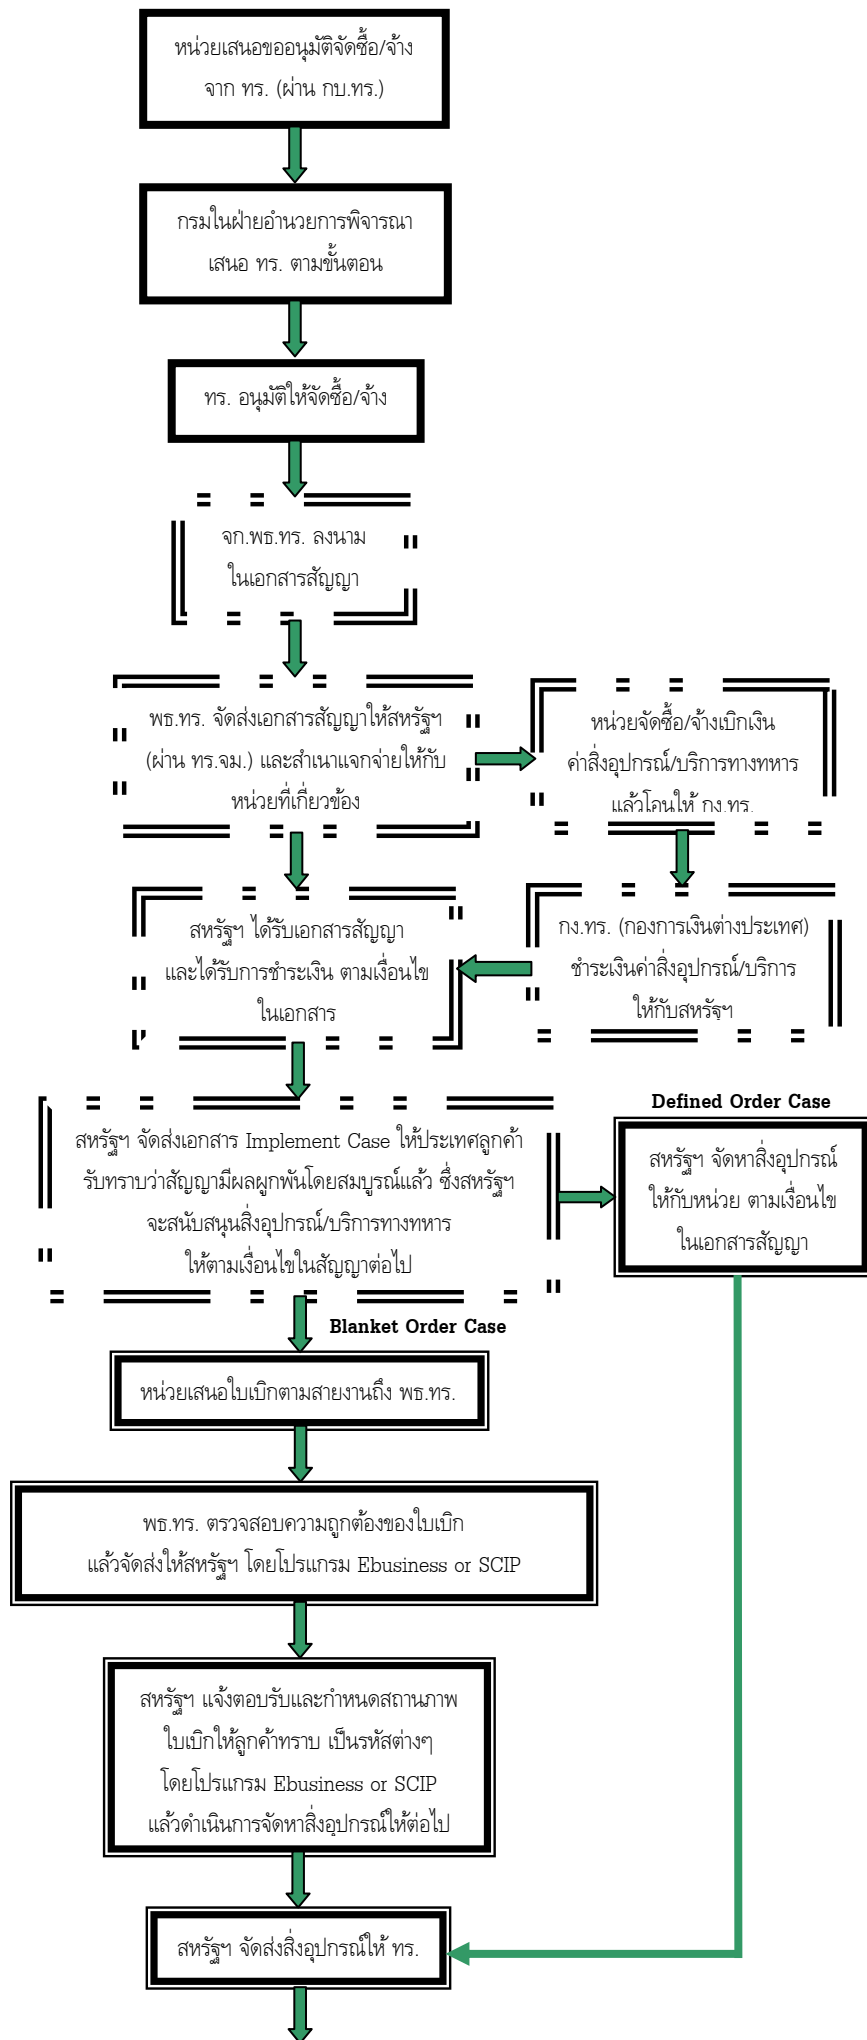 หน่วยเสนอขออนุมัติจัดซื้อ/จ้าง
จาก ทร. (ผ่าน กบ.ทร.)
กรมในฝ่ายอำนวยการพิจารณา
เสนอ ทร. ตามขั้นตอน
ทร. อนุมัติให้จัดซื้อ/จ้าง
จก.พธ.ทร. ลงนาม
ในเอกสารสัญญา
พธ.ทร. จัดส่งเอกสารสัญญาให้สหรัฐฯ
(ผ่าน ทร.จม.) และสำเนาแจกจ่ายให้กับ
หน่วยที่เกี่ยวข้อง
หน่วยจัดซื้อ/จ้างเบิกเงิน
ค่าสิ่งอุปกรณ์/บริการทางทหาร
แล้วโอนให้ กง.ทร.
สหรัฐฯ ได้รับเอกสารสัญญา
และได้รับการชำระเงิน ตามเงื่อนไข
ในเอกสาร
กง.ทร. (กองการเงินต่างประเทศ)
ชำระเงินค่าสิ่งอุปกรณ์/บริการ
ให้กับสหรัฐฯ
สหรัฐฯ จัดส่งเอกสาร Implement Case ให้ประเทศลูกค้า
รับทราบว่าสัญญามีผลผูกพันโดยสมบูรณ์แล้ว ซึ่งสหรัฐฯ
จะสนับสนุนสิ่งอุปกรณ์/บริการทางทหาร
ให้ตามเงื่อนไขในสัญญาต่อไป
Defined Order Case
สหรัฐฯ จัดหาสิ่งอุปกรณ์
ให้กับหน่วย ตามเงื่อนไข
ในเอกสารสัญญา
Blanket Order Case
หน่วยเสนอใบเบิกตามสายงานถึง พธ.ทร.
พธ.ทร. ตรวจสอบความถูกต้องของใบเบิก
แล้วจัดส่งให้สหรัฐฯ โดยโปรแกรม Ebusiness or SCIP
สหรัฐฯ แจ้งตอบรับและกำหนดสถานภาพ
ใบเบิกให้ลูกค้าทราบ เป็นรหัสต่างๆ
โดยโปรแกรม Ebusiness or SCIP
แล้วดำเนินการจัดหาสิ่งอุปกรณ์ให้ต่อไป
สหรัฐฯ จัดส่งสิ่งอุปกรณ์ให้ ทร.